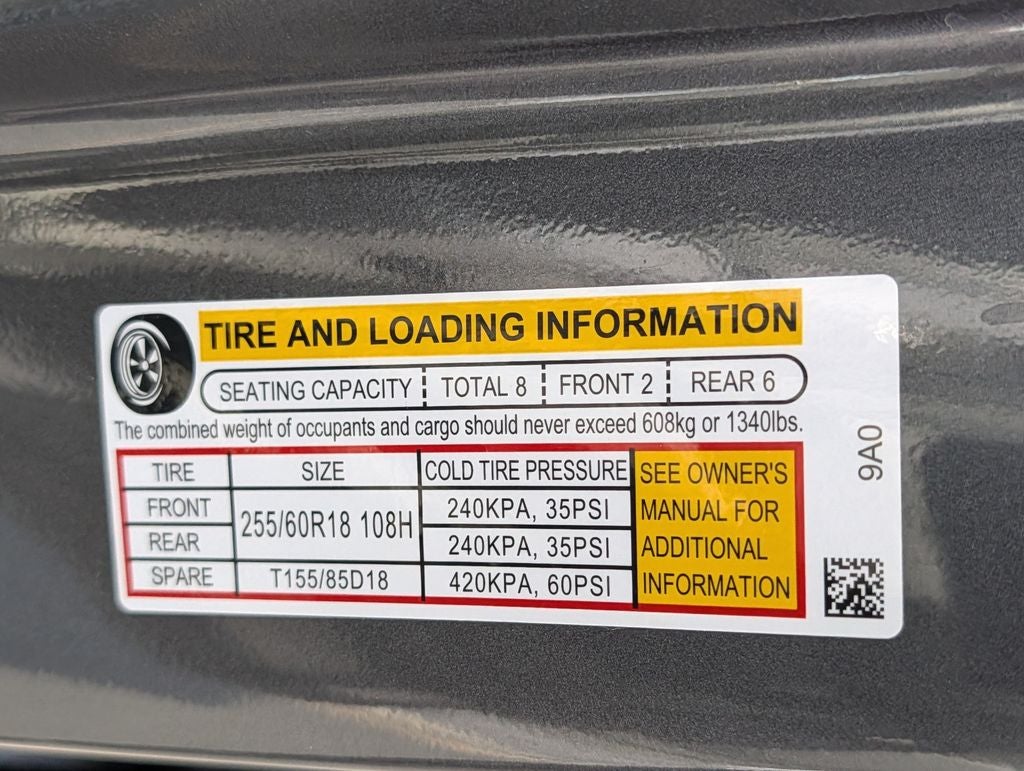 TIRE AND LOADING INFORMATION
SEATING CAPACITY TOTAL 8 FRONT 2 REAR 6
The combined weight of occupants and cargo should never exceed 608kg or 1340lbs.
TIRE SIZE COLD TIRE PRESSURE
FRONT 255/60R18 108H 240KPA, 35PSI
REAR 240KPA, 35PSI
SPARE T155/85D18 420KPA, 60PSI
SEE OWNER'S
MANUAL FOR
ADDITIONAL
INFORMATION
9A0